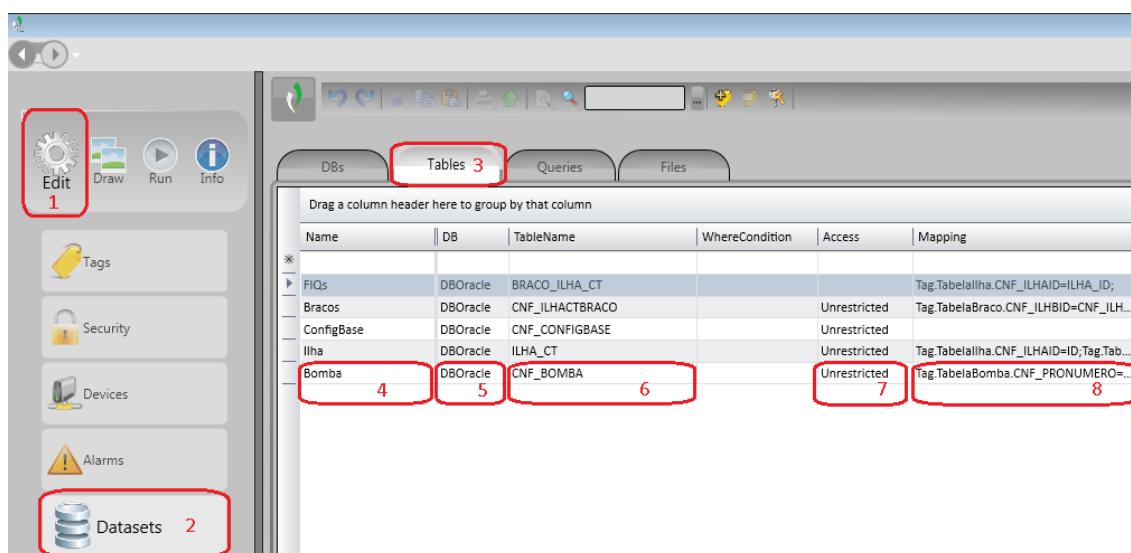 DBs Tables 3 Queries Files
Edit Draw Run Info
1
Drag a column header here to group by that column
Name DB TableName WhereCondition Access Mapping
Tags
FIQs DBOracle BRACO_ILHA_CT Tag.TabelaIlha.CNF_ILHAID=ILHA_ID;
Bracos DBOracle CNF_ILHACTBRACO Unrestricted Tag.TabelaBraco.CNF_ILHBID=CNF_ILH...
Security
ConfigBase DBOracle CNF_CONFIGBASE Unrestricted
Ilha DBOracle ILHA_CT Unrestricted Tag.TabelaIlha.CNF_ILHAID=ID;Tag.Tab...
Bomba DBOracle CNF_BOMBA Unrestricted Tag.TabelaBomba.CNF_PRONUMERO=...
4 5 6 7 8
Devices
Alarms
Datasets 2